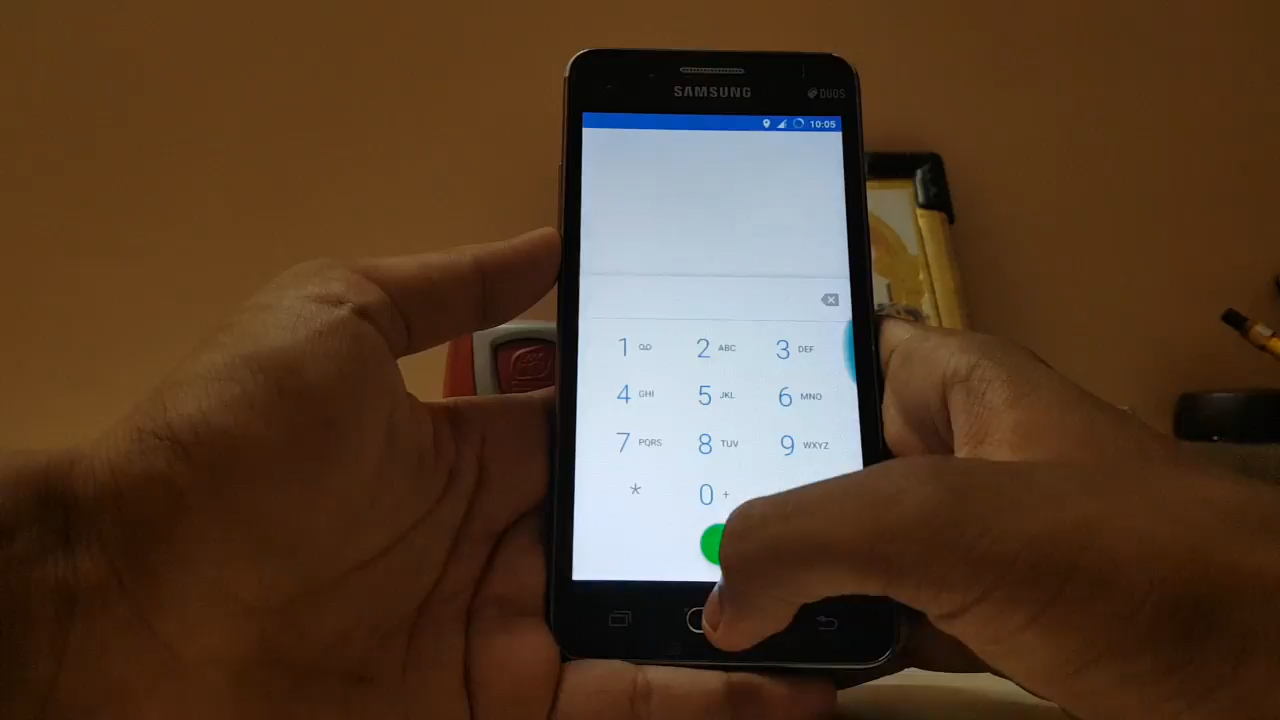 SAMSUNG
DUOS
10:05
1
2 ABC
3 DEF
4 GHI
5 JKL
6 MNO
7 PQRS
8 TUV
9 WXYZ
*
0 +